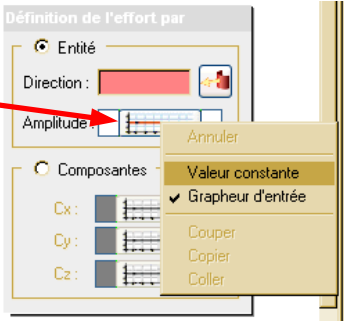 Définition de l'effort par
Entité
Direction :
Amplitude :
Annuler
Valeur constante
Grapheur d'entrée
Couper
Copier
Coller
Composantes
Cx :
Cy :
Cz :